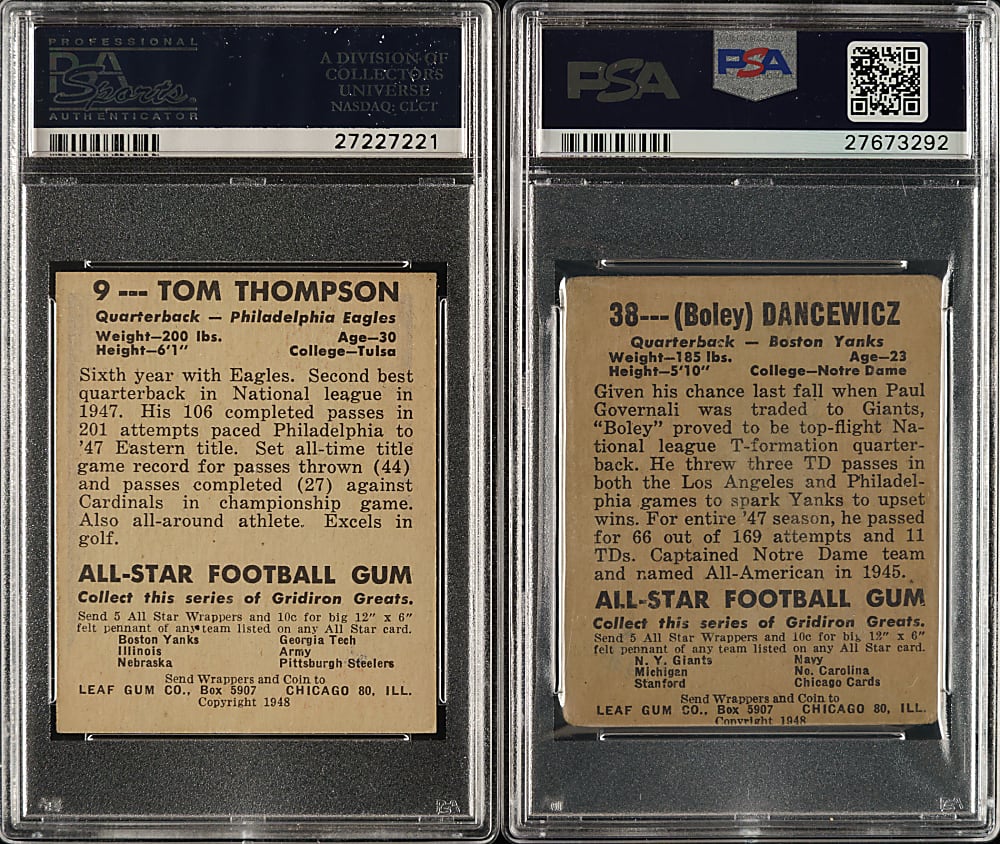 PROFESSIONAL
PSA
Sports
AUTHENTICATOR
A DIVISION OF
COLLECTORS
UNIVERSE
NASDAQ: CLCT
27227221
9 --- TOM THOMPSON
Quarterback — Philadelphia Eagles
Weight—200 lbs. Age—30
Height—6'1" College—Tulsa
Sixth year with Eagles. Second best
quarterback in National league in
1947. His 106 completed passes in
201 attempts paced Philadelphia to
'47 Eastern title. Set all-time title
game record for passes thrown (44)
and passes completed (27) against
Cardinals in championship game.
Also all-around athlete. Excels in
golf.
ALL-STAR FOOTBALL GUM
Collect this series of Gridiron Greats.
Send 5 All Star Wrappers and 10c for big 12" x 6"
felt pennant of any team listed on any All Star card.
Boston Yanks Georgia Tech
Illinois Army
Nebraska Pittsburgh Steelers
Send Wrappers and Coin to
LEAF GUM CO., Box 5907 CHICAGO 80, ILL.
Copyright 1948
PSA
PSA
PSA
27673292
38---(Boley) DANCEWICZ
Quarterback — Boston Yanks
Weight—185 lbs. Age—23
Height—5'10" College—Notre Dame
Given his chance last fall when Paul
Governali was traded to Giants,
"Boley" proved to be top-flight Na-
tional league T-formation quarter-
back. He threw three TD passes in
both the Los Angeles and Philadel-
phia games to spark Yanks to upset
wins. For entire '47 season, he passed
for 66 out of 169 attempts and 11
TDs. Captained Notre Dame team
and named All-American in 1945.
ALL-STAR FOOTBALL GUM
Collect this series of Gridiron Greats.
Send 5 All Star Wrappers and 10c for big 12" x 6"
felt pennant of any team listed on any All Star card.
N. Y. Giants Navy
Michigan No. Carolina
Stanford Chicago Cards
Send Wrappers and Coin to
LEAF GUM CO., Box 5907 CHICAGO 80, ILL.
Copyright 1948
PSA